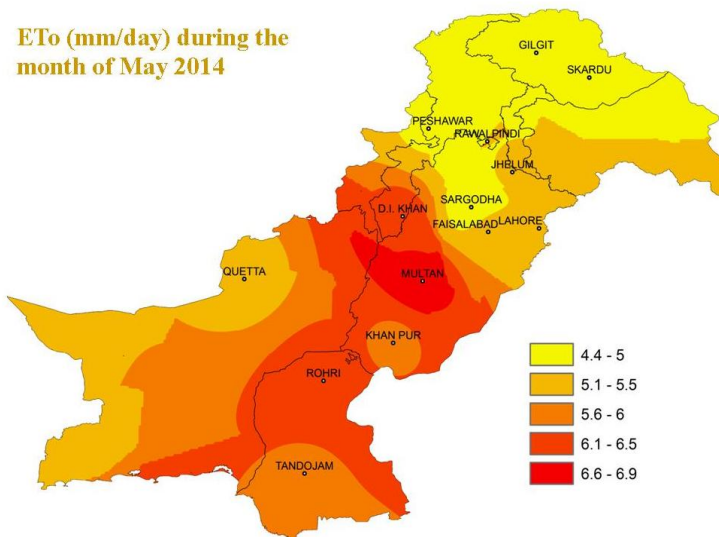 ETo (mm/day) during the
month of May 2014
GILGIT
SKARDU
PESHAWAR
RAWALPINDI
JHELUM
SARGODHA
D.I. KHAN
FAISALABAD
LAHORE
QUETTA
MULTAN
KHAN PUR
ROHRI
TANDOJAM
4.4 - 5
5.1 - 5.5
5.6 - 6
6.1 - 6.5
6.6 - 6.9